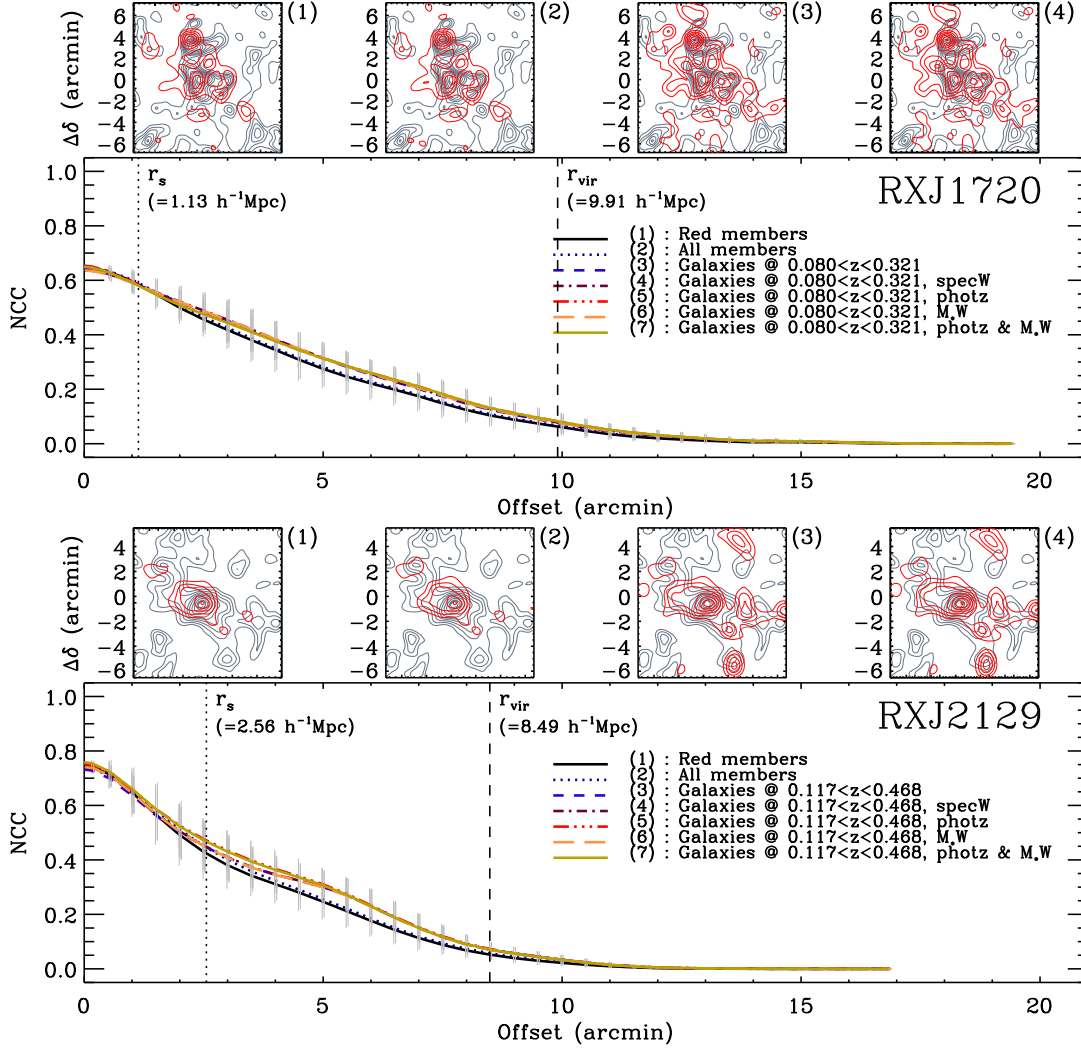 (1) (2) (3) (4)
6
4
2
0
−2
−4
−6
Δδ (arcmin)
1.0
0.8
0.6
0.4
0.2
0.0
NCC
r_s
(=1.13 h⁻¹Mpc)
r_vir
(=9.91 h⁻¹Mpc)
RXJ1720
(1) : Red members
(2) : All members
(3) : Galaxies @ 0.080<z<0.321
(4) : Galaxies @ 0.080<z<0.321, specW
(5) : Galaxies @ 0.080<z<0.321, photz
(6) : Galaxies @ 0.080<z<0.321, M⋆W
(7) : Galaxies @ 0.080<z<0.321, photz & M⋆W
0 5 10 15 20
Offset (arcmin)
(1) (2) (3) (4)
4
2
0
−2
−4
−6
Δδ (arcmin)
1.0
0.8
0.6
0.4
0.2
0.0
NCC
r_s
(=2.56 h⁻¹Mpc)
r_vir
(=8.49 h⁻¹Mpc)
RXJ2129
(1) : Red members
(2) : All members
(3) : Galaxies @ 0.117<z<0.468
(4) : Galaxies @ 0.117<z<0.468, specW
(5) : Galaxies @ 0.117<z<0.468, photz
(6) : Galaxies @ 0.117<z<0.468, M⋆W
(7) : Galaxies @ 0.117<z<0.468, photz & M⋆W
0 5 10 15 20
Offset (arcmin)